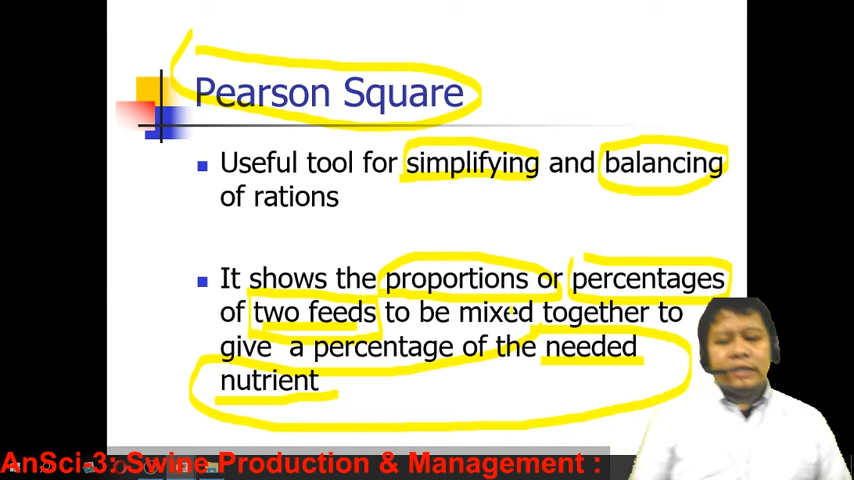 Pearson Square
Useful tool for simplifying and balancing
of rations
It shows the proportions or percentages
of two feeds to be mixed together to
give a percentage of the needed
nutrient
AnSci 3: Swine Production & Management :